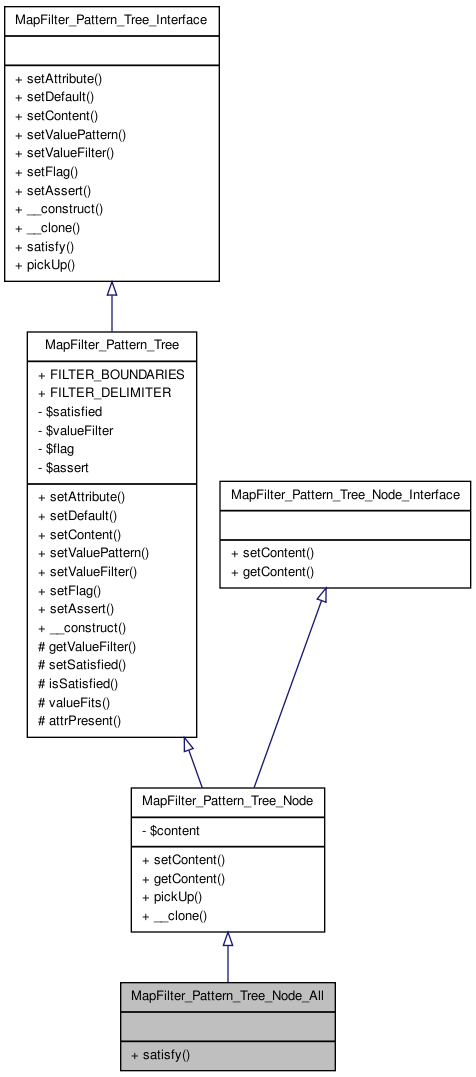 MapFilter_Pattern_Tree_Interface
+ setAttribute()
+ setDefault()
+ setContent()
+ setValuePattern()
+ setValueFilter()
+ setFlag()
+ setAssert()
+ __construct()
+ __clone()
+ satisfy()
+ pickUp()
MapFilter_Pattern_Tree
+ FILTER_BOUNDARIES
+ FILTER_DELIMITER
- $satisfied
- $valueFilter
- $flag
- $assert
+ setAttribute()
+ setDefault()
+ setContent()
+ setValuePattern()
+ setValueFilter()
+ setFlag()
+ setAssert()
+ __construct()
# getValueFilter()
# setSatisfied()
# isSatisfied()
# valueFits()
# attrPresent()
MapFilter_Pattern_Tree_Node_Interface
+ setContent()
+ getContent()
MapFilter_Pattern_Tree_Node
- $content
+ setContent()
+ getContent()
+ pickUp()
+ __clone()
MapFilter_Pattern_Tree_Node_All
+ satisfy()